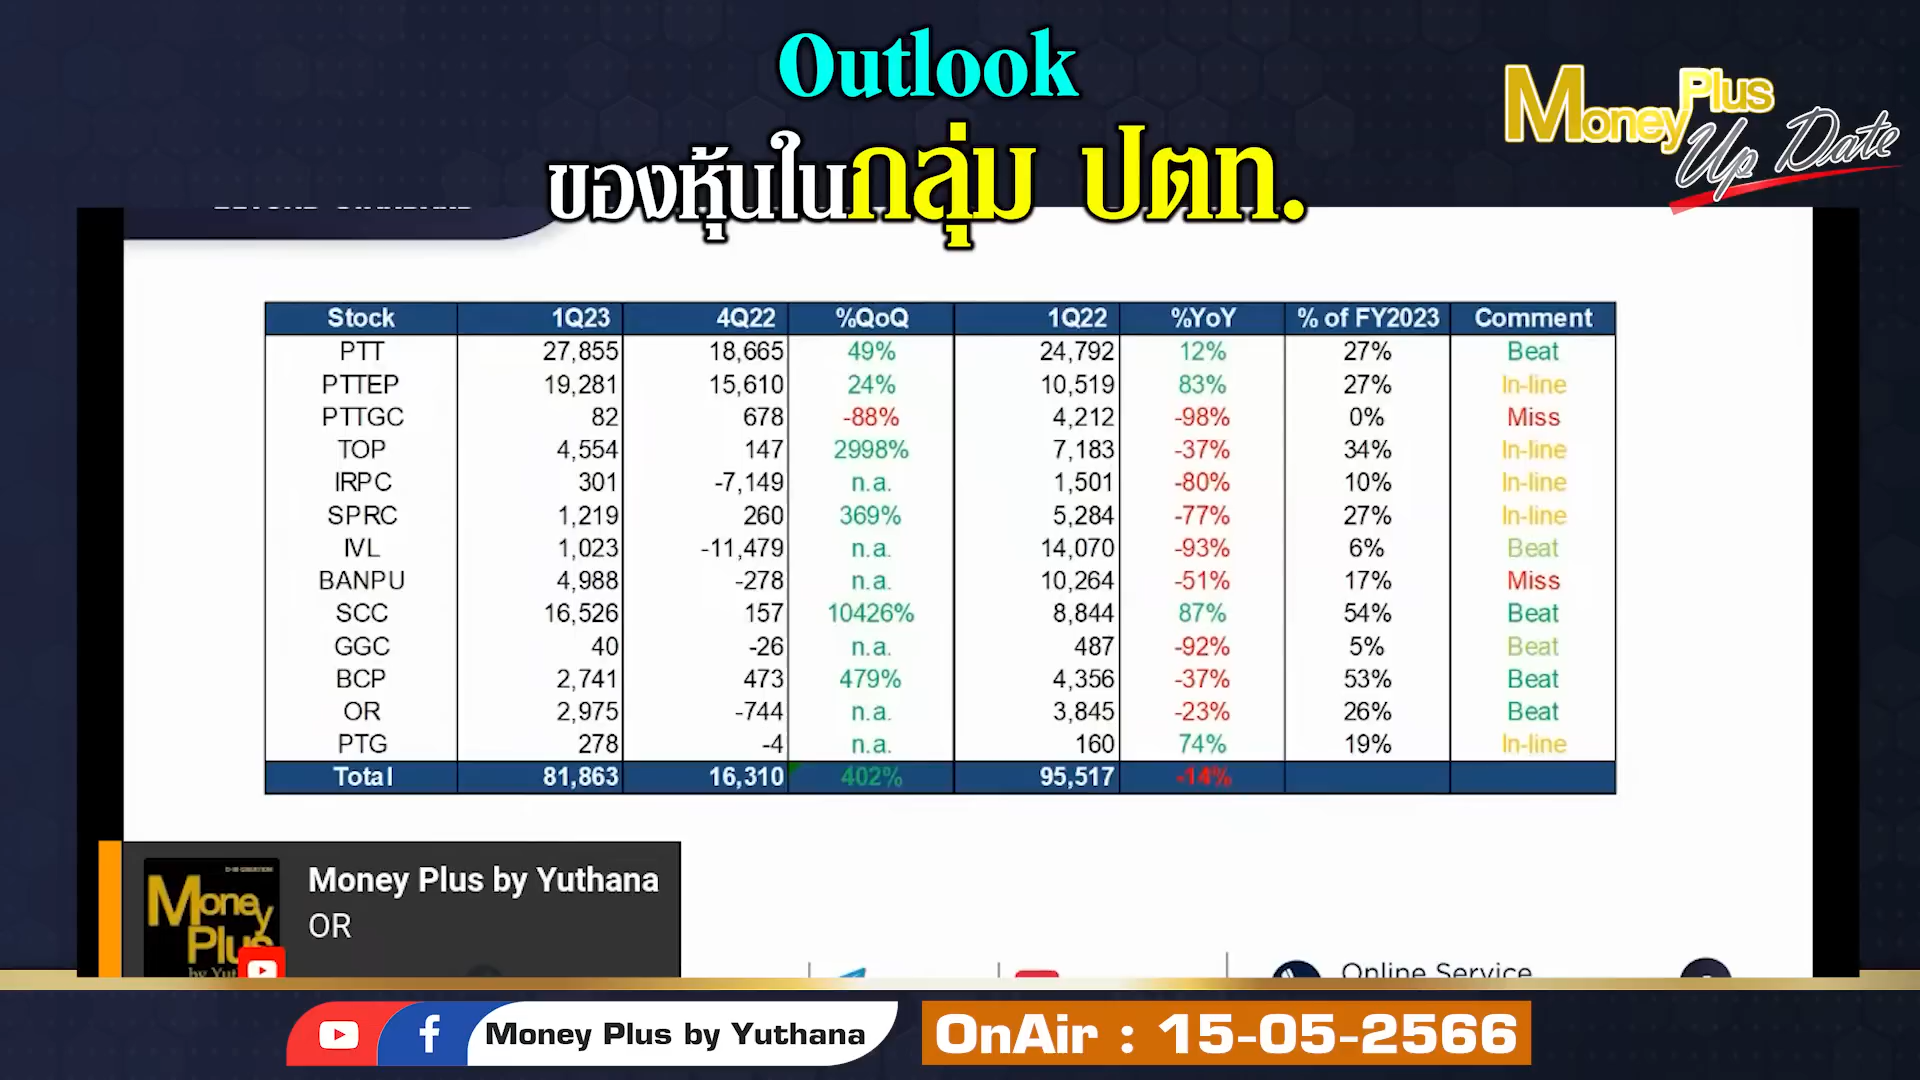 Outlook
ของหุ้นในกลุ่ม ปตท.
Money Plus
Up Date
Stock 1Q23 4Q22 %QoQ 1Q22 %YoY % of FY2023 Comment
PTT 27,855 18,665 49% 24,792 12% 27% Beat
PTTEP 19,281 15,610 24% 10,519 83% 27% In-line
PTTGC 82 678 -88% 4,212 -98% 0% Miss
TOP 4,554 147 2998% 7,183 -37% 34% In-line
IRPC 301 -7,149 n.a. 1,501 -80% 10% In-line
SPRC 1,219 260 369% 5,284 -77% 27% In-line
IVL 1,023 -11,479 n.a. 14,070 -93% 6% Beat
BANPU 4,988 -278 n.a. 10,264 -51% 17% Miss
SCC 16,526 157 10426% 8,844 87% 54% Beat
GGC 40 -26 n.a. 487 -92% 5% Beat
BCP 2,741 473 479% 4,356 -37% 53% Beat
OR 2,975 -744 n.a. 3,845 -23% 26% Beat
PTG 278 -4 n.a. 160 74% 19% In-line
Total 81,863 16,310 402% 95,517 -14%
Money Plus
Money Plus by Yuthana
OR
Online Service
Money Plus by Yuthana
OnAir : 15-05-2566